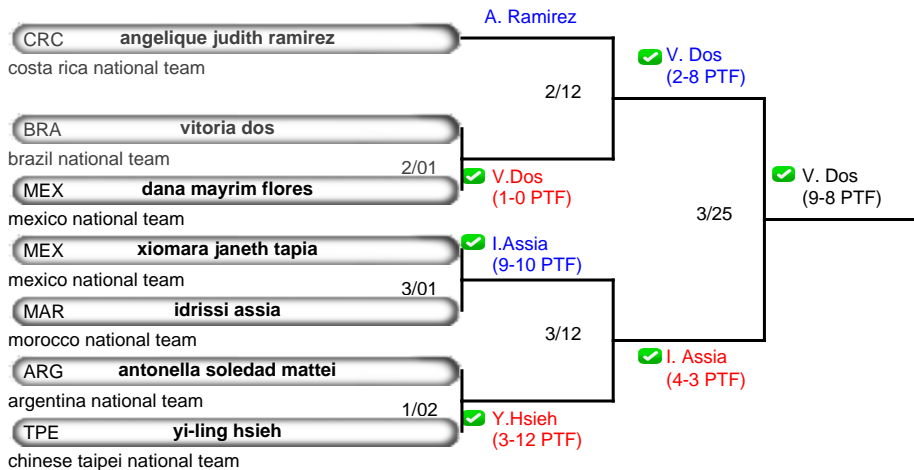 A. Ramirez
CRC angelique judith ramirez
costa rica national team
V. Dos
(2-8 PTF)
2/12
BRA vitoria dos
brazil national team
2/01
V.Dos
(1-0 PTF)
MEX dana mayrim flores
mexico national team
V. Dos
(9-8 PTF)
3/25
MEX xiomara janeth tapia
mexico national team
I.Assia
(9-10 PTF)
3/01
MAR idrissi assia
morocco national team
3/12
I. Assia
(4-3 PTF)
ARG antonella soledad mattei
argentina national team
1/02
Y.Hsieh
(3-12 PTF)
TPE yi-ling hsieh
chinese taipei national team